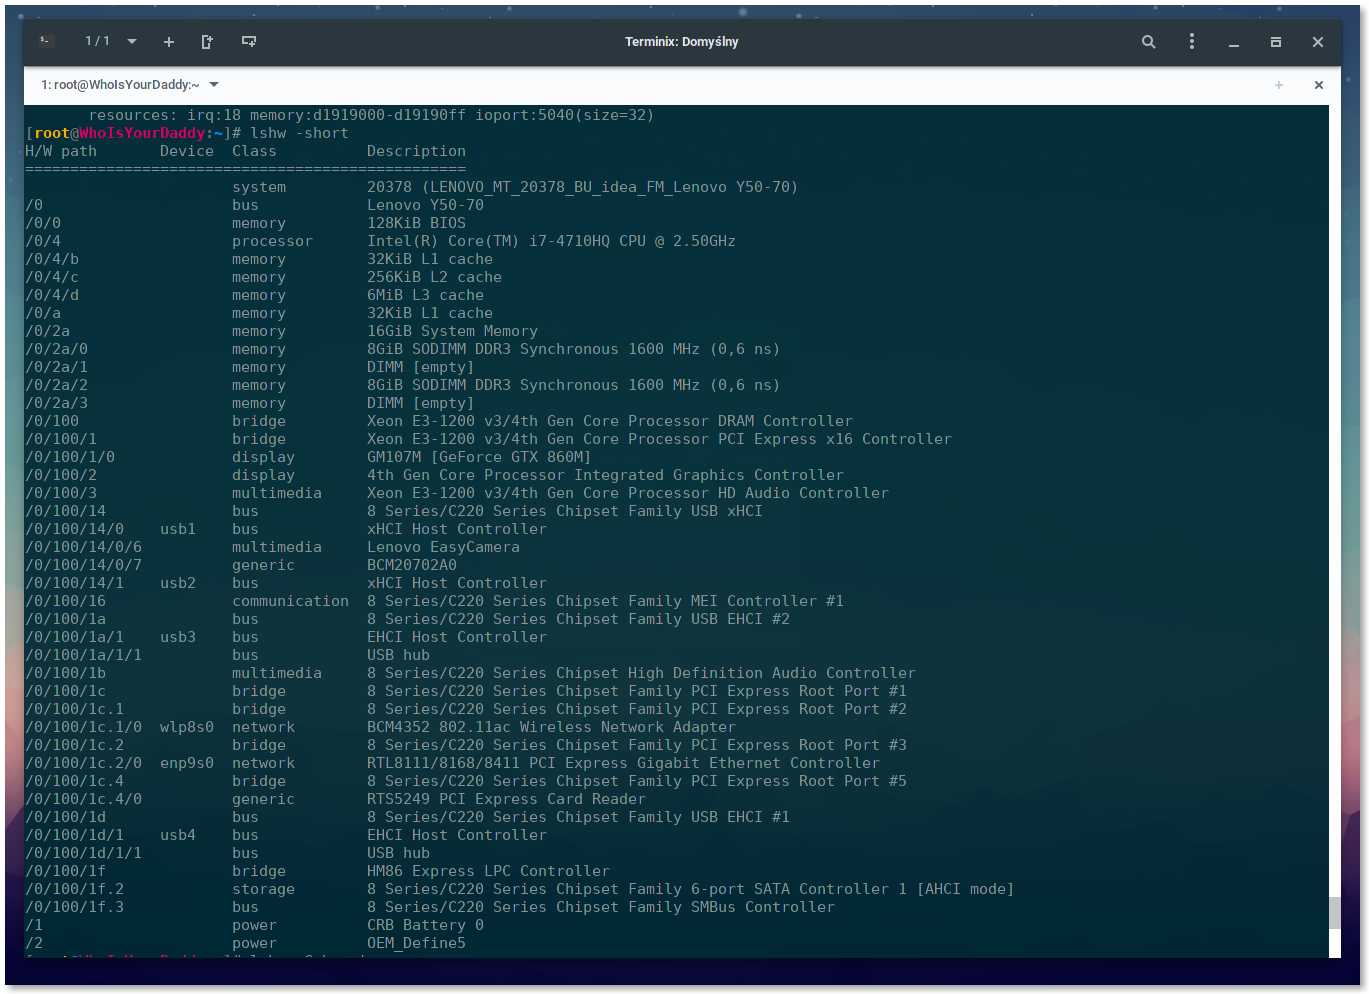 1 / 1
Terminix: Domyślny
1: root@WhoIsYourDaddy:~
resources: irq:18 memory:d1919000-d19190ff ioport:5040(size=32)
[root@WhoIsYourDaddy:~]# lshw -short
H/W path       Device  Class          Description
=================================================
                       system         20378 (LENOVO_MT_20378_BU_idea_FM_Lenovo Y50-70)
/0                     bus            Lenovo Y50-70
/0/0                   memory         128KiB BIOS
/0/4                   processor      Intel(R) Core(TM) i7-4710HQ CPU @ 2.50GHz
/0/4/b                 memory         32KiB L1 cache
/0/4/c                 memory         256KiB L2 cache
/0/4/d                 memory         6MiB L3 cache
/0/a                   memory         32KiB L1 cache
/0/2a                  memory         16GiB System Memory
/0/2a/0                memory         8GiB SODIMM DDR3 Synchronous 1600 MHz (0,6 ns)
/0/2a/1                memory         DIMM [empty]
/0/2a/2                memory         8GiB SODIMM DDR3 Synchronous 1600 MHz (0,6 ns)
/0/2a/3                memory         DIMM [empty]
/0/100                 bridge         Xeon E3-1200 v3/4th Gen Core Processor DRAM Controller
/0/100/1               bridge         Xeon E3-1200 v3/4th Gen Core Processor PCI Express x16 Controller
/0/100/1/0             display        GM107M [GeForce GTX 860M]
/0/100/2               display        4th Gen Core Processor Integrated Graphics Controller
/0/100/3               multimedia     Xeon E3-1200 v3/4th Gen Core Processor HD Audio Controller
/0/100/14              bus            8 Series/C220 Series Chipset Family USB xHCI
/0/100/14/0    usb1    bus            xHCI Host Controller
/0/100/14/0/6          multimedia     Lenovo EasyCamera
/0/100/14/0/7          generic        BCM20702A0
/0/100/14/1    usb2    bus            xHCI Host Controller
/0/100/16              communication  8 Series/C220 Series Chipset Family MEI Controller #1
/0/100/1a              bus            8 Series/C220 Series Chipset Family USB EHCI #2
/0/100/1a/1    usb3    bus            EHCI Host Controller
/0/100/1a/1/1          bus            USB hub
/0/100/1b              multimedia     8 Series/C220 Series Chipset High Definition Audio Controller
/0/100/1c              bridge         8 Series/C220 Series Chipset Family PCI Express Root Port #1
/0/100/1c.1            bridge         8 Series/C220 Series Chipset Family PCI Express Root Port #2
/0/100/1c.1/0  wlp8s0  network        BCM4352 802.11ac Wireless Network Adapter
/0/100/1c.2            bridge         8 Series/C220 Series Chipset Family PCI Express Root Port #3
/0/100/1c.2/0  enp9s0  network        RTL8111/8168/8411 PCI Express Gigabit Ethernet Controller
/0/100/1c.4            bridge         8 Series/C220 Series Chipset Family PCI Express Root Port #5
/0/100/1c.4/0          generic        RTS5249 PCI Express Card Reader
/0/100/1d              bus            8 Series/C220 Series Chipset Family USB EHCI #1
/0/100/1d/1    usb4    bus            EHCI Host Controller
/0/100/1d/1/1          bus            USB hub
/0/100/1f              bridge         HM86 Express LPC Controller
/0/100/1f.2            storage        8 Series/C220 Series Chipset Family 6-port SATA Controller 1 [AHCI mode]
/0/100/1f.3            bus            8 Series/C220 Series Chipset Family SMBus Controller
/1                     power          CRB Battery 0
/2                     power          OEM_Define5